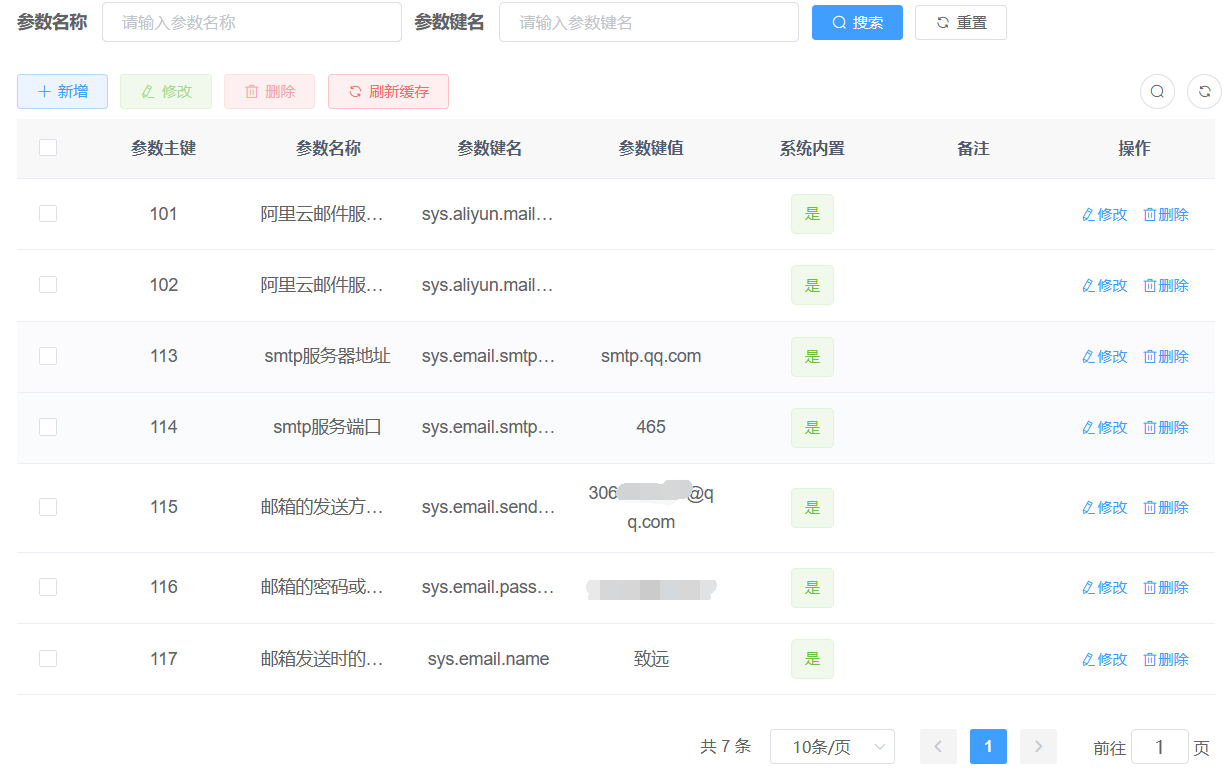 参数名称 请输入参数名称 参数键名 请输入参数键名 搜索 重置
新增 修改 删除 刷新缓存
参数主键 参数名称 参数键名 参数键值 系统内置 备注 操作
101 阿里云邮件服… sys.aliyun.mail… 是 修改 删除
102 阿里云邮件服… sys.aliyun.mail… 是 修改 删除
113 smtp服务器地址 sys.email.smtp… smtp.qq.com 是 修改 删除
114 smtp服务端口 sys.email.smtp… 465 是 修改 删除
115 邮箱的发送方… sys.email.send… 306 @q
q.com 是 修改 删除
116 邮箱的密码或… sys.email.pass… 是 修改 删除
117 邮箱发送时的… sys.email.name 致远 是 修改 删除
共 7 条 10条/页 1 前往 1 页